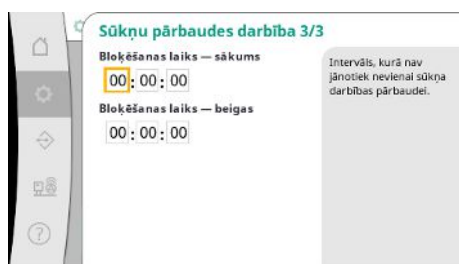 Sūkņu pārbaudes darbība 3/3
Bloķēšanas laiks — sākums
00 : 00 : 00
Bloķēšanas laiks — beigas
00 : 00 : 00
Intervāls, kurā nav
jānotiek nevienai sūkņa
darbības pārbaudei.
?